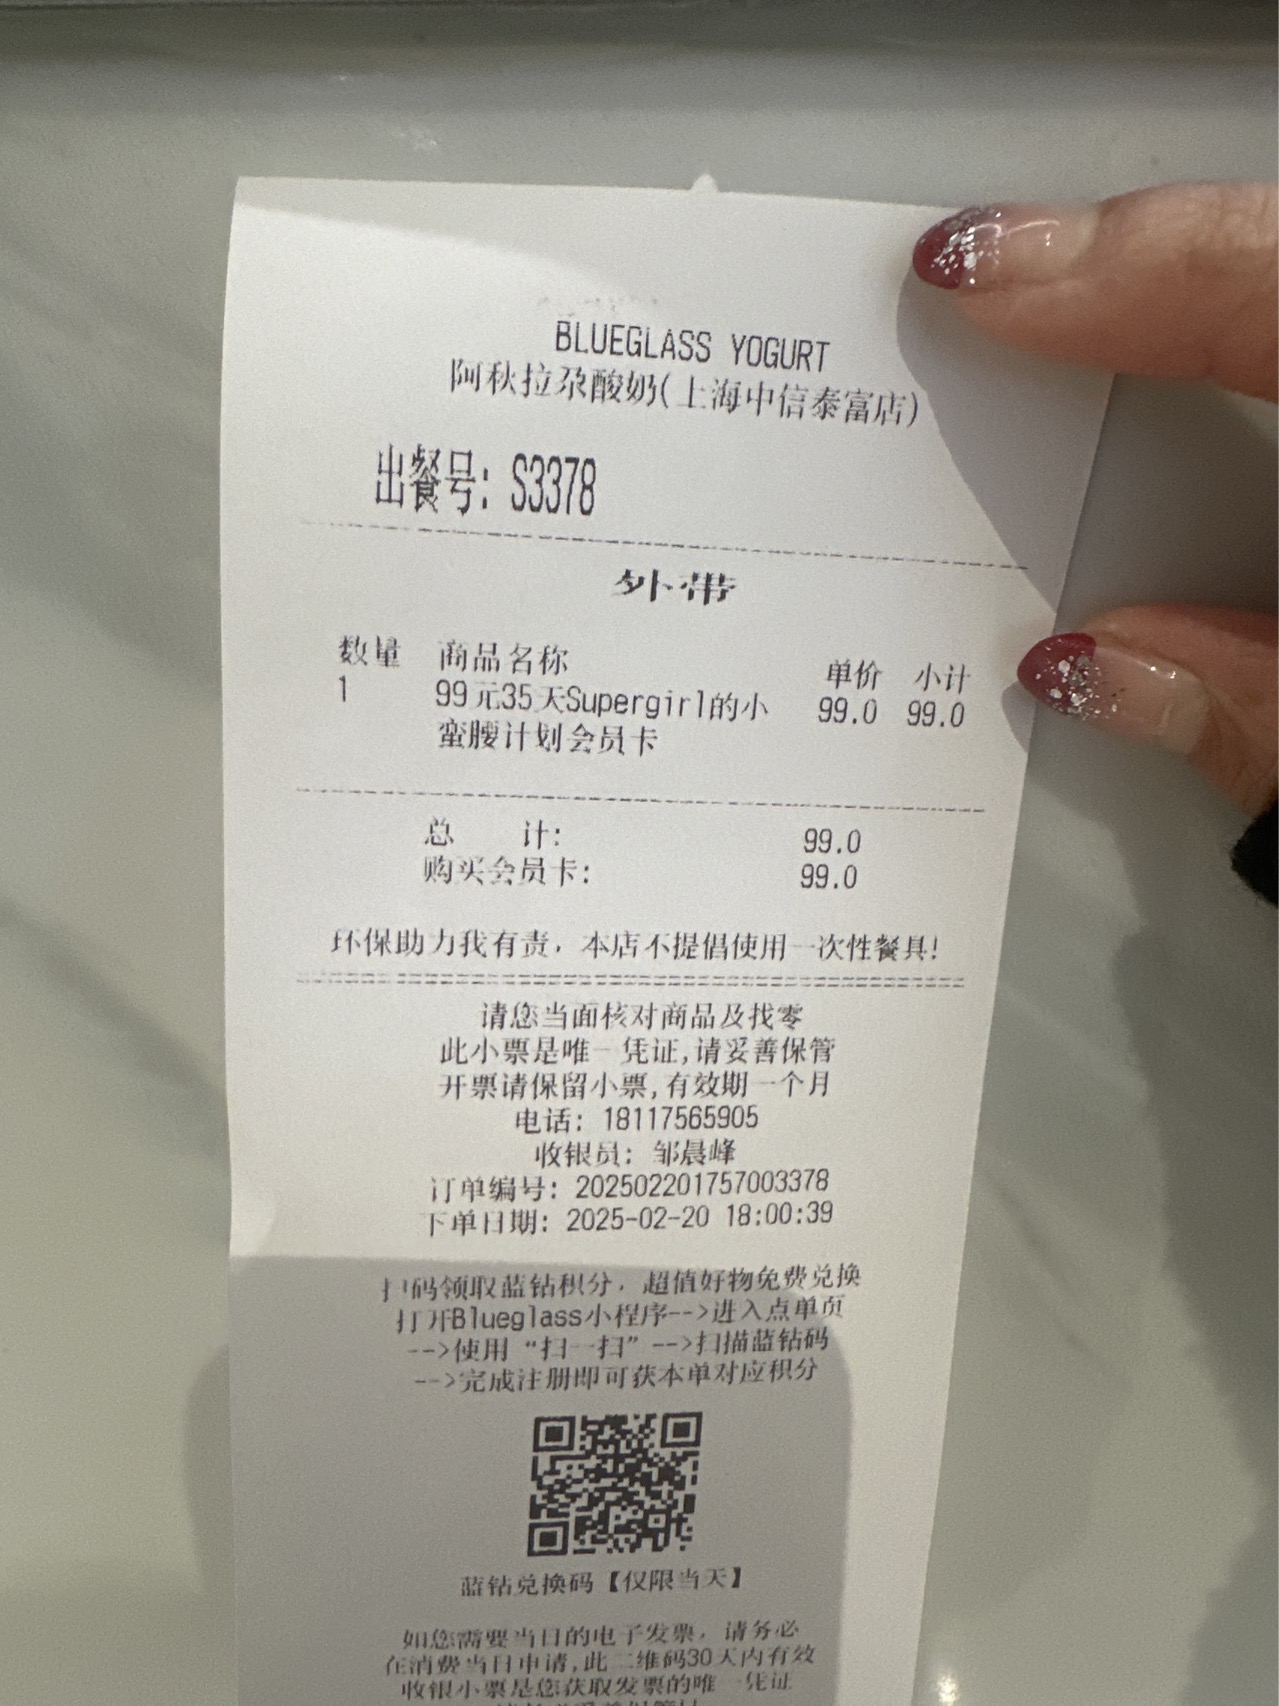 BLUEGLASS YOGURT
阿秋拉尕酸奶(上海中信泰富店)
出餐号: S3378
外带
数量 商品名称 单价 小计
1 99元35天Supergirl的小 99.0 99.0
蛮腰计划会员卡
总 计: 99.0
购买会员卡: 99.0
环保助力我有责，本店不提倡使用一次性餐具!
请您当面核对商品及找零
此小票是唯一凭证,请妥善保管
开票请保留小票,有效期一个月
电话: 18117565905
收银员: 邹晨峰
订单编号: 202502201757003378
下单日期: 2025-02-20 18:00:39
扫码领取蓝钻积分，超值好物免费兑换
打开Blueglass小程序-->进入点单页
-->使用“扫一扫”-->扫描蓝钻码
-->完成注册即可获本单对应积分
蓝钻兑换码【仅限当天】
如您需要当日的电子发票，请务必
在消费当日申请,此二维码30天内有效
收银小票是您获取发票的唯一凭证